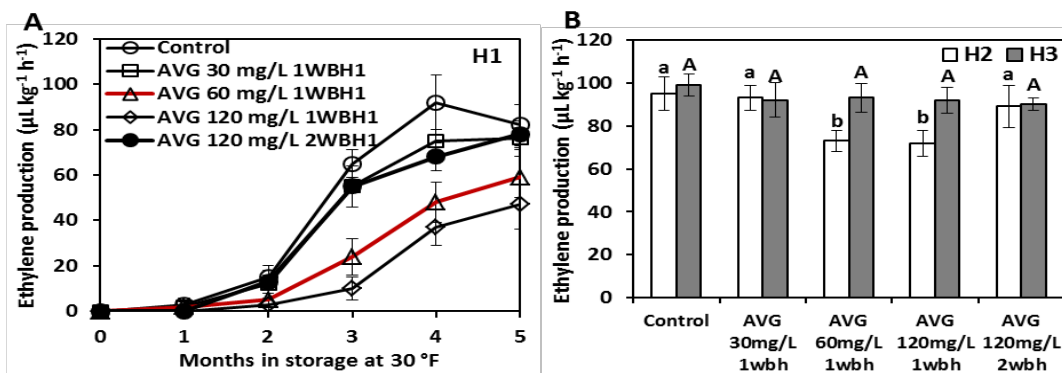 A
Ethylene production (µL kg⁻¹ h⁻¹)
120
100
80
60
40
20
0
Control
AVG 30 mg/L 1WBH1
AVG 60 mg/L 1WBH1
AVG 120 mg/L 1WBH1
AVG 120 mg/L 2WBH1
H1
0 1 2 3 4 5
Months in storage at 30 °F
B
Ethylene production (µL kg⁻¹ h⁻¹)
120
100
80
60
40
20
0
H2 H3
a A a A b A b A a A
Control AVG AVG AVG AVG
30mg/L 60mg/L 120mg/L 120mg/L
1wbh 1wbh 1wbh 2wbh